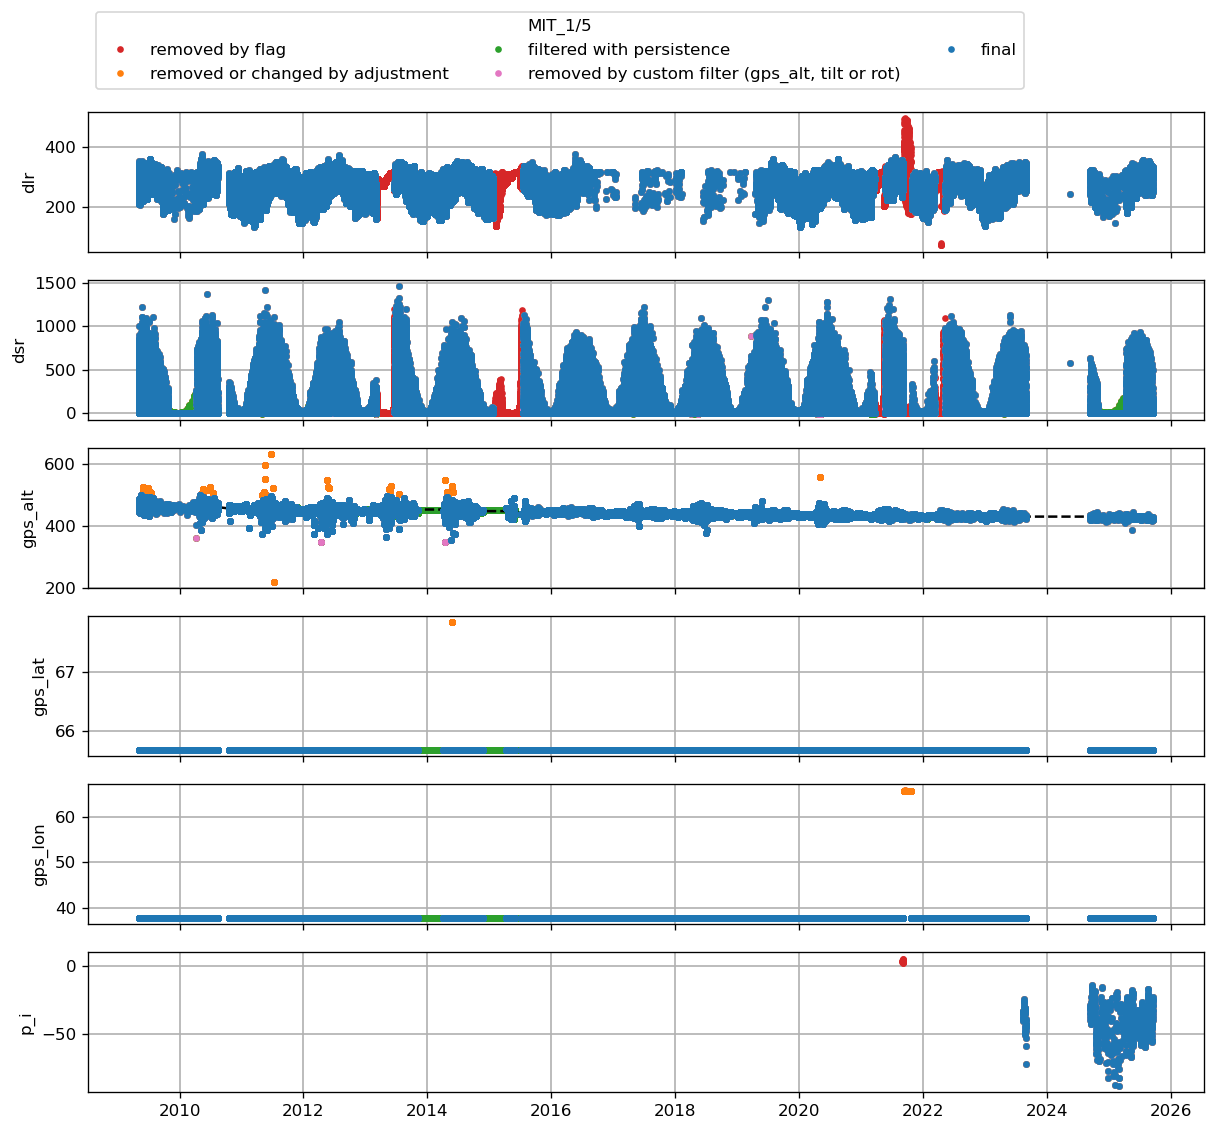 MIT_1/5
removed by flag
filtered with persistence
final
removed or changed by adjustment
removed by custom filter (gps_alt, tilt or rot)
400
200
dlr
1500
1000
500
0
dsr
600
400
200
gps_alt
67
66
gps_lat
60
50
40
gps_lon
0
−50
p_i
2010 2012 2014 2016 2018 2020 2022 2024 2026